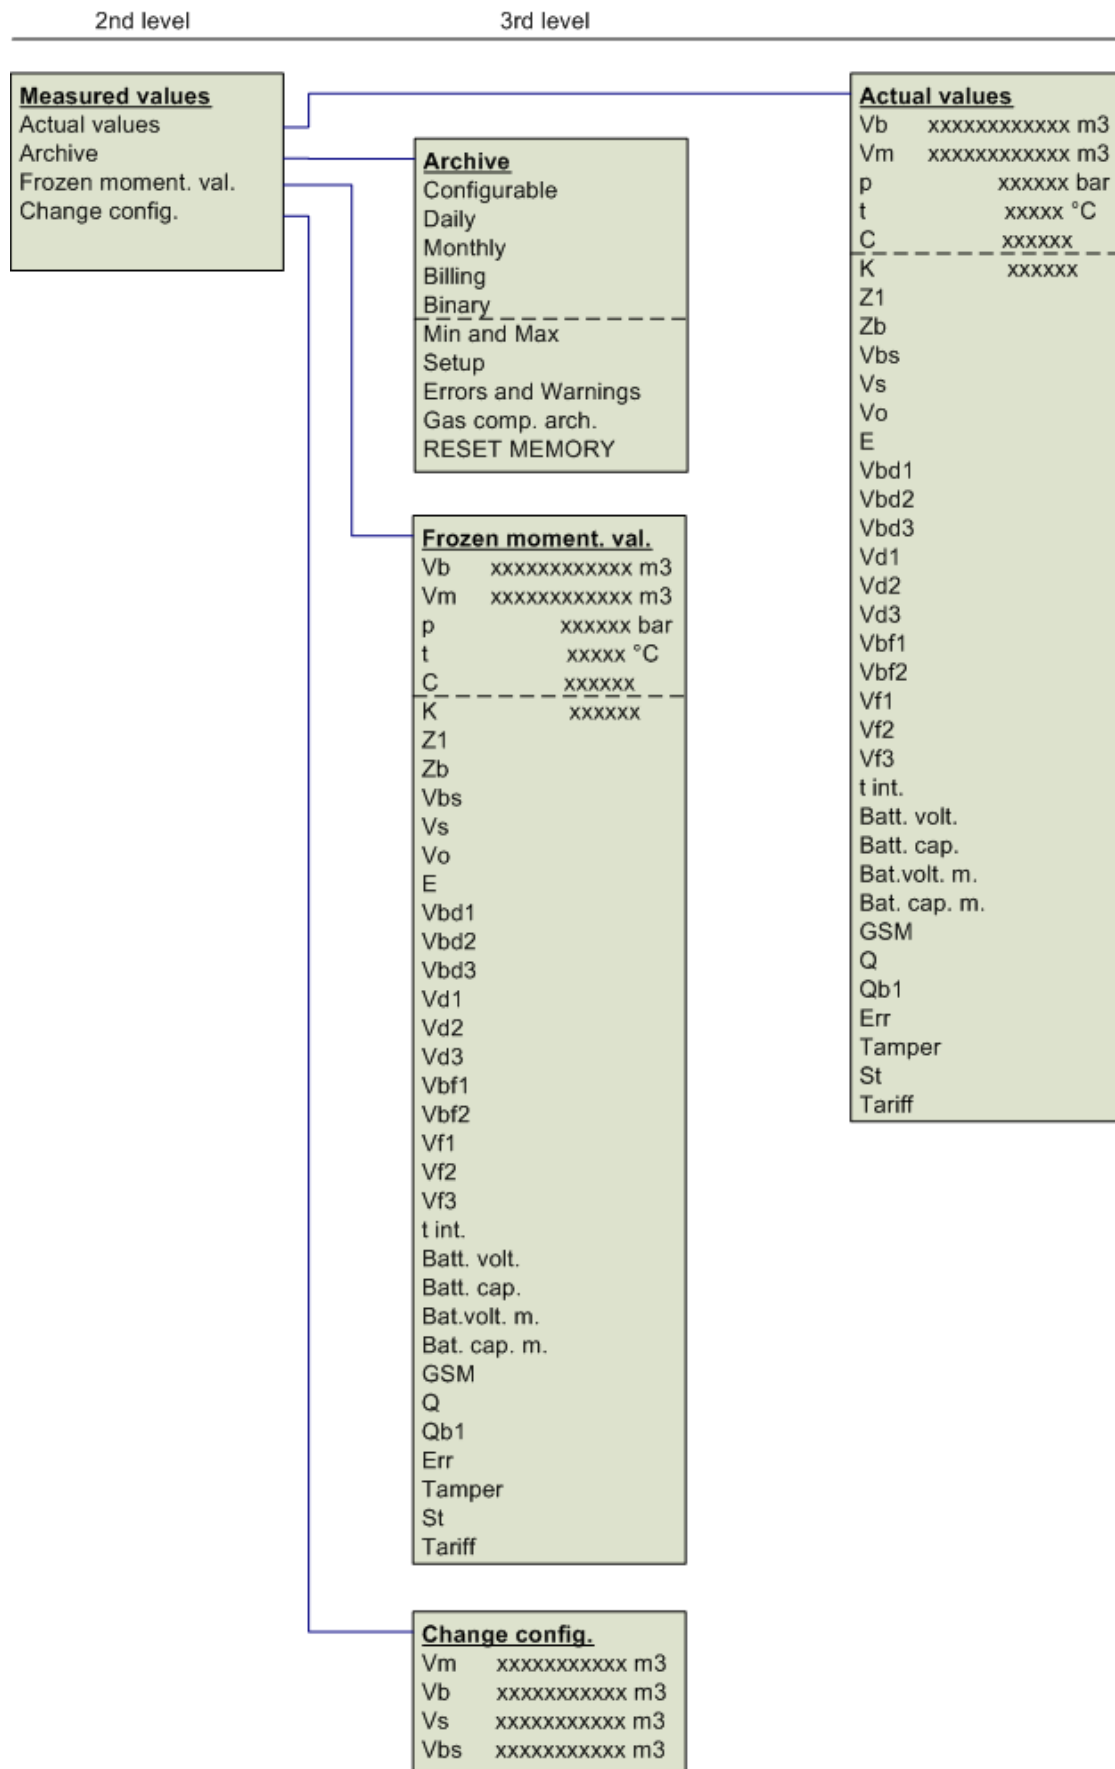 2nd level
3rd level
Measured values
Actual values
Archive
Frozen moment. val.
Change config.
Archive
Configurable
Daily
Monthly
Billing
Binary
Min and Max
Setup
Errors and Warnings
Gas comp. arch.
RESET MEMORY
Frozen moment. val.
Vb xxxxxxxxxxxx m3
Vm xxxxxxxxxxxx m3
p xxxxxx bar
t xxxxx °C
C xxxxxx
K xxxxxx
Z1
Zb
Vbs
Vs
Vo
E
Vbd1
Vbd2
Vbd3
Vd1
Vd2
Vd3
Vbf1
Vbf2
Vf1
Vf2
Vf3
t int.
Batt. volt.
Batt. cap.
Bat.volt. m.
Bat. cap. m.
GSM
Q
Qb1
Err
Tamper
St
Tariff
Change config.
Vm xxxxxxxxxxx m3
Vb xxxxxxxxxxx m3
Vs xxxxxxxxxxx m3
Vbs xxxxxxxxxxx m3
Actual values
Vb xxxxxxxxxxxx m3
Vm xxxxxxxxxxxx m3
p xxxxxx bar
t xxxxx °C
C xxxxxx
K xxxxxx
Z1
Zb
Vbs
Vs
Vo
E
Vbd1
Vbd2
Vbd3
Vd1
Vd2
Vd3
Vbf1
Vbf2
Vf1
Vf2
Vf3
t int.
Batt. volt.
Batt. cap.
Bat.volt. m.
Bat. cap. m.
GSM
Q
Qb1
Err
Tamper
St
Tariff